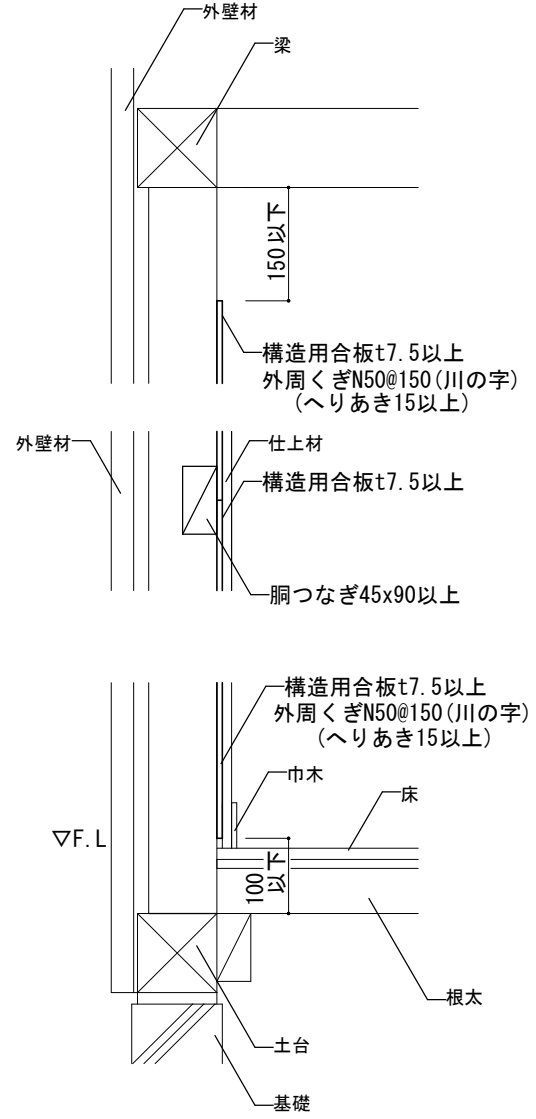 外壁材
梁
150以下
構造用合板t7.5以上
外周くぎN50@150(川の字)
(へりあき15以上)
外壁材
仕上材
構造用合板t7.5以上
胴つなぎ45x90以上
構造用合板t7.5以上
外周くぎN50@150(川の字)
(へりあき15以上)
巾木
床
▽F.L
100
以下
根太
土台
基礎